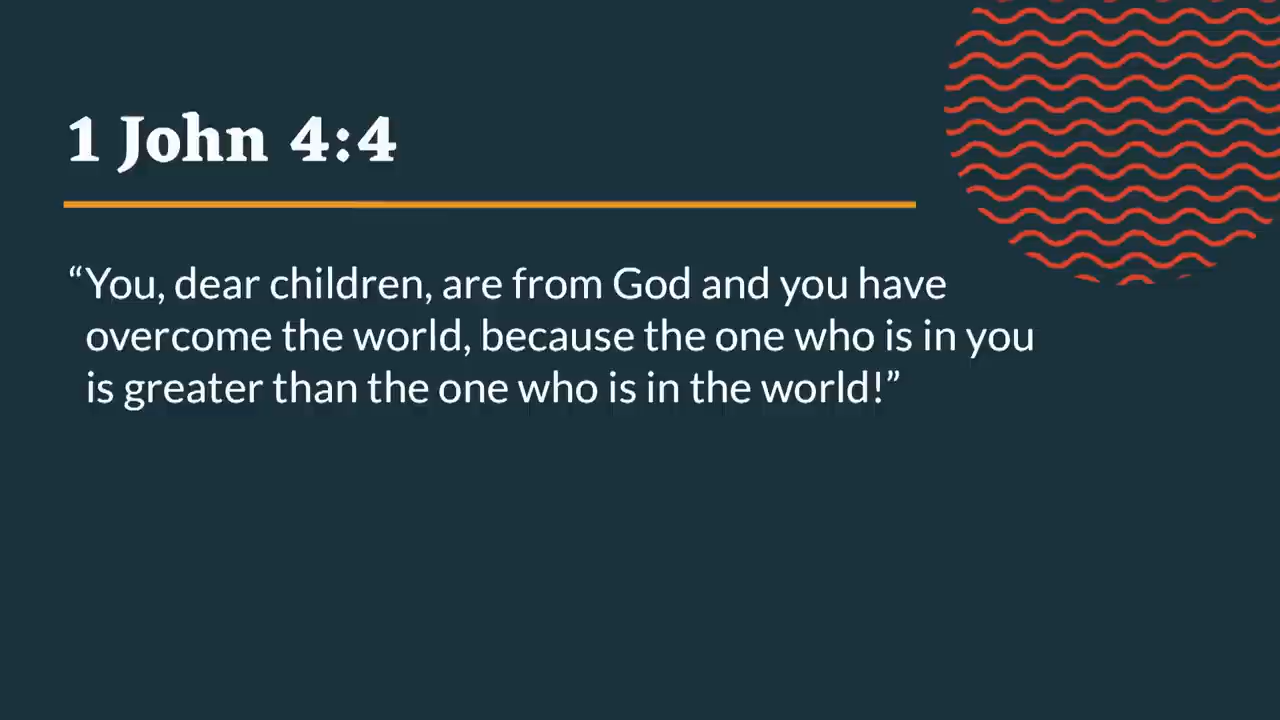 1 John 4:4
“You, dear children, are from God and you have
overcome the world, because the one who is in you
is greater than the one who is in the world!”